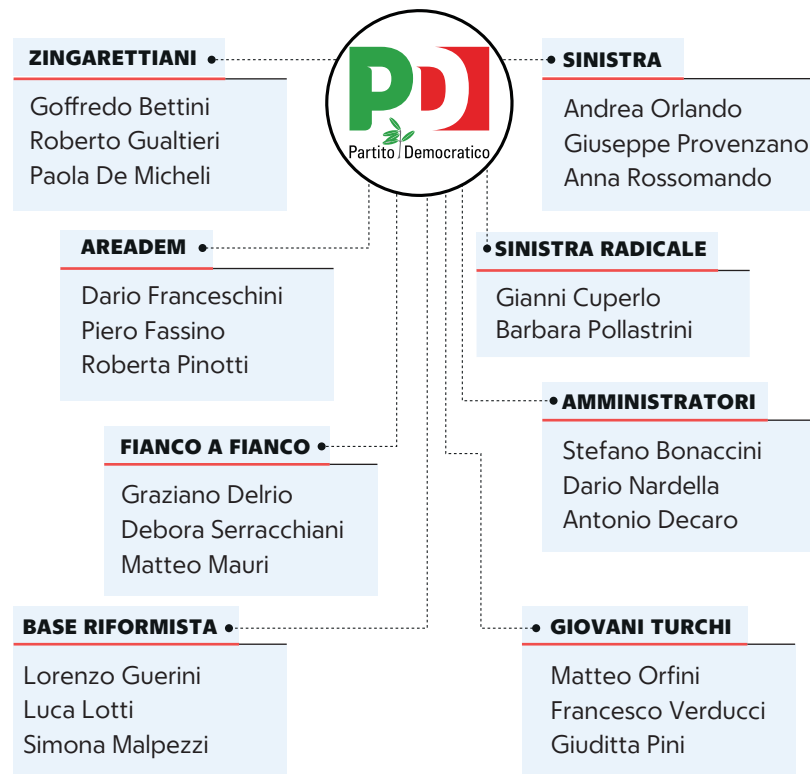 PD
Partito Democratico
ZINGARETTIANI
Goffredo Bettini
Roberto Gualtieri
Paola De Micheli
SINISTRA
Andrea Orlando
Giuseppe Provenzano
Anna Rossomando
AREADEM
Dario Franceschini
Piero Fassino
Roberta Pinotti
SINISTRA RADICALE
Gianni Cuperlo
Barbara Pollastrini
FIANCO A FIANCO
Graziano Delrio
Debora Serracchiani
Matteo Mauri
AMMINISTRATORI
Stefano Bonaccini
Dario Nardella
Antonio Decaro
BASE RIFORMISTA
Lorenzo Guerini
Luca Lotti
Simona Malpezzi
GIOVANI TURCHI
Matteo Orfini
Francesco Verducci
Giuditta Pini